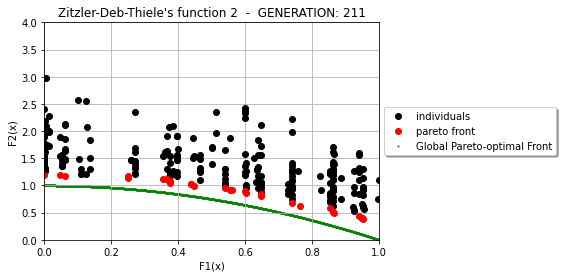 Zitzler-Deb-Thiele's function 2 - GENERATION: 211
4.0
3.5
3.0
2.5
2.0
1.5
1.0
0.5
0.0
F2(x)
0.0 0.2 0.4 0.6 0.8 1.0
F1(x)
individuals
pareto front
Global Pareto-optimal Front